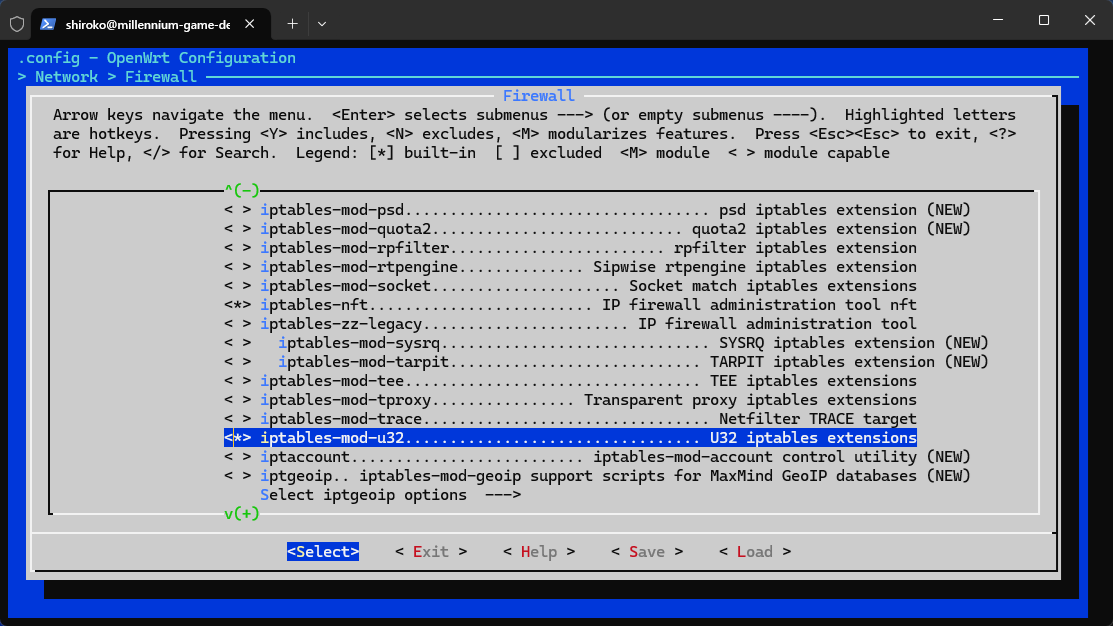 shiroko@millennium-game-de
.config - OpenWrt Configuration
> Network > Firewall
Firewall
Arrow keys navigate the menu.  <Enter> selects submenus ---> (or empty submenus ----).  Highlighted letters
are hotkeys.  Pressing <Y> includes, <N> excludes, <M> modularizes features.  Press <Esc><Esc> to exit, <?>
for Help, </> for Search.  Legend: [*] built-in  [ ] excluded  <M> module  < > module capable
^(-)
< > iptables-mod-psd.................................. psd iptables extension (NEW)
< > iptables-mod-quota2............................ quota2 iptables extension (NEW)
< > iptables-mod-rpfilter........................ rpfilter iptables extension
< > iptables-mod-rtpengine.............. Sipwise rtpengine iptables extension
< > iptables-mod-socket..................... Socket match iptables extensions
<*> iptables-nft......................... IP firewall administration tool nft
< > iptables-zz-legacy....................... IP firewall administration tool
< >   iptables-mod-sysrq.............................. SYSRQ iptables extension (NEW)
< >   iptables-mod-tarpit............................ TARPIT iptables extension (NEW)
< > iptables-mod-tee................................. TEE iptables extensions
< > iptables-mod-tproxy................ Transparent proxy iptables extensions
< > iptables-mod-trace................................ Netfilter TRACE target
<*> iptables-mod-u32................................. U32 iptables extensions
< > iptaccount.......................... iptables-mod-account control utility (NEW)
< > iptgeoip.. iptables-mod-geoip support scripts for MaxMind GeoIP databases (NEW)
Select iptgeoip options  --->
v(+)
<Select>    < Exit >    < Help >    < Save >    < Load >